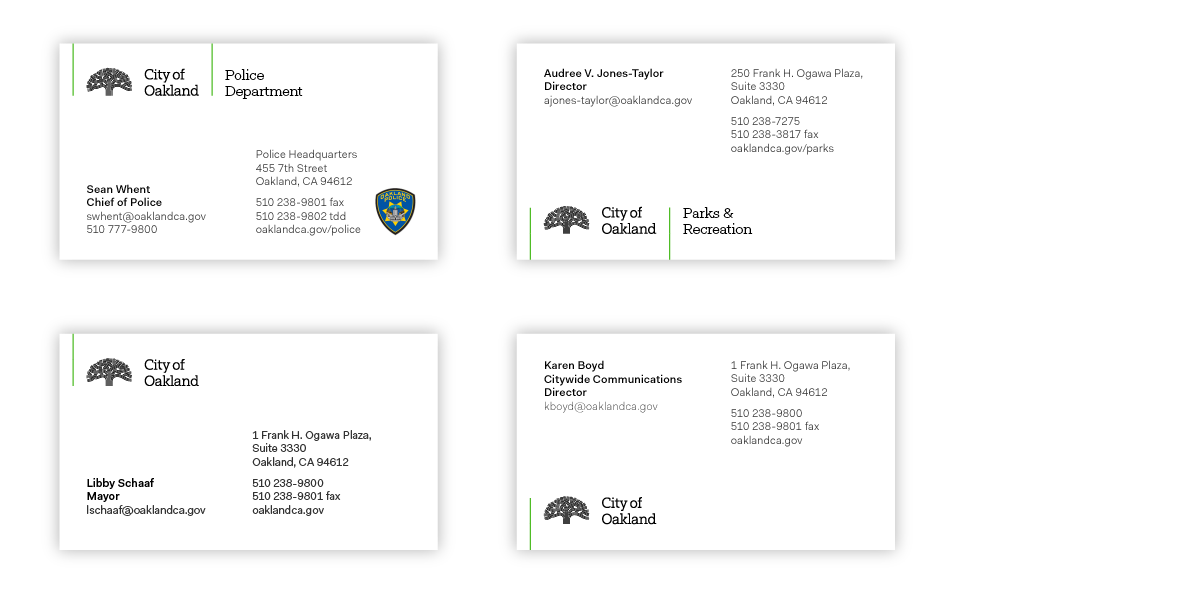 City of
Oakland
Police
Department
Police Headquarters
455 7th Street
Oakland, CA 94612
Sean Whent
Chief of Police
swhent@oaklandca.gov
510 777-9800
510 238-9801 fax
510 238-9802 tdd
oaklandca.gov/police
OAKLAND
POLICE
Audree V. Jones-Taylor
Director
ajones-taylor@oaklandca.gov
250 Frank H. Ogawa Plaza,
Suite 3330
Oakland, CA 94612
510 238-7275
510 238-3817 fax
oaklandca.gov/parks
City of
Oakland
Parks &
Recreation
City of
Oakland
1 Frank H. Ogawa Plaza,
Suite 3330
Oakland, CA 94612
Libby Schaaf
Mayor
lschaaf@oaklandca.gov
510 238-9800
510 238-9801 fax
oaklandca.gov
Karen Boyd
Citywide Communications
Director
kboyd@oaklandca.gov
1 Frank H. Ogawa Plaza,
Suite 3330
Oakland, CA 94612
510 238-9800
510 238-9801 fax
oaklandca.gov
City of
Oakland